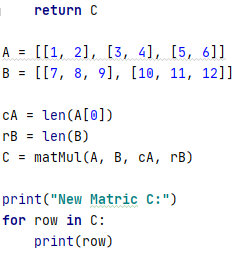 return C
A = [[1, 2], [3, 4], [5, 6]]
B = [[7, 8, 9], [10, 11, 12]]
cA = len(A[0])
rB = len(B)
C = matMul(A, B, cA, rB)
print("New Matric C:")
for row in C:
    print(row)